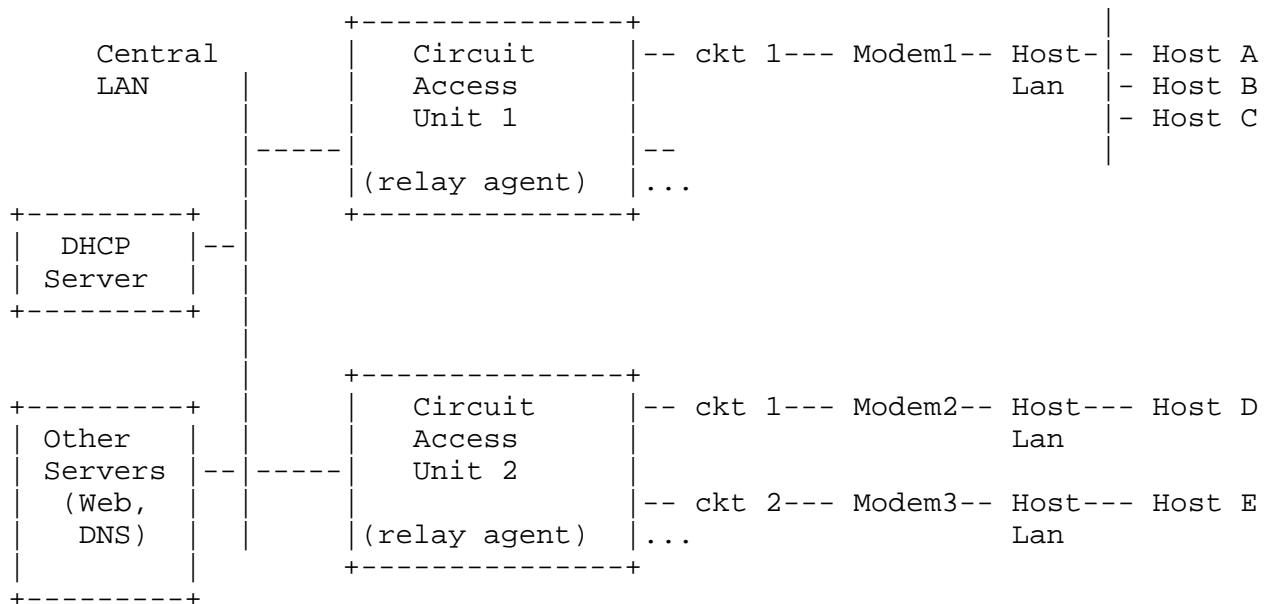 Central Circuit -- ckt 1--- Modem1-- Host- - Host A
LAN Access Lan - Host B
Unit 1 - Host C
----- --
(relay agent) ...
+---------+ +---------------+
DHCP --
Server
+---------+
+---------------+
+---------+ Circuit -- ckt 1--- Modem2-- Host--- Host D
Other Access Lan
Servers -- ----- Unit 2
(Web, -- ckt 2--- Modem3-- Host--- Host E
DNS) (relay agent) ... Lan
+---------------+
+---------+